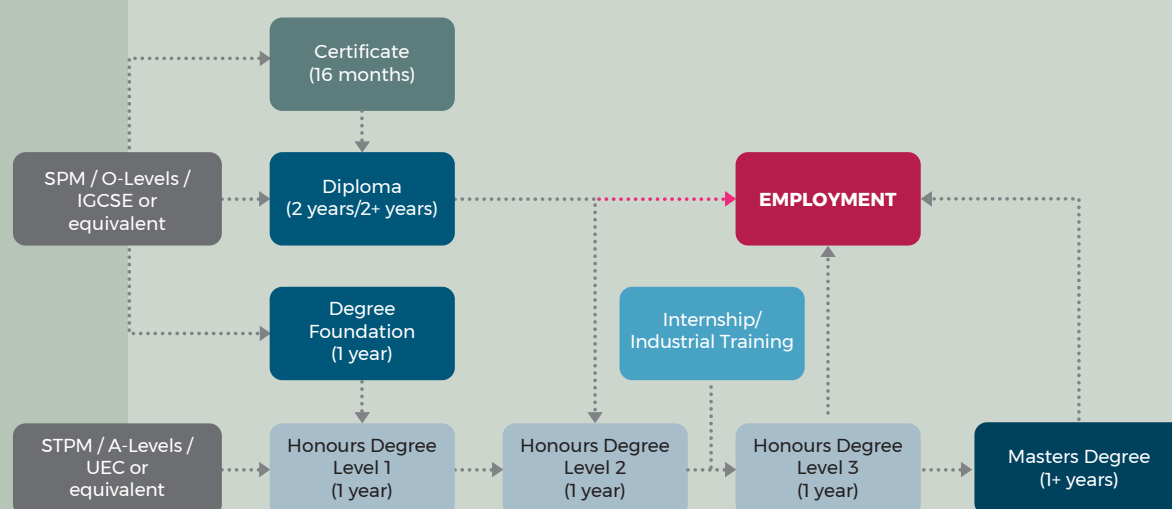 Certificate
(16 months)
SPM / O-Levels /
IGCSE or
equivalent
Diploma
(2 years/2+ years)
EMPLOYMENT
Degree
Foundation
(1 year)
Internship/
Industrial Training
STPM / A-Levels /
UEC or
equivalent
Honours Degree
Level 1
(1 year)
Honours Degree
Level 2
(1 year)
Honours Degree
Level 3
(1 year)
Masters Degree
(1+ years)